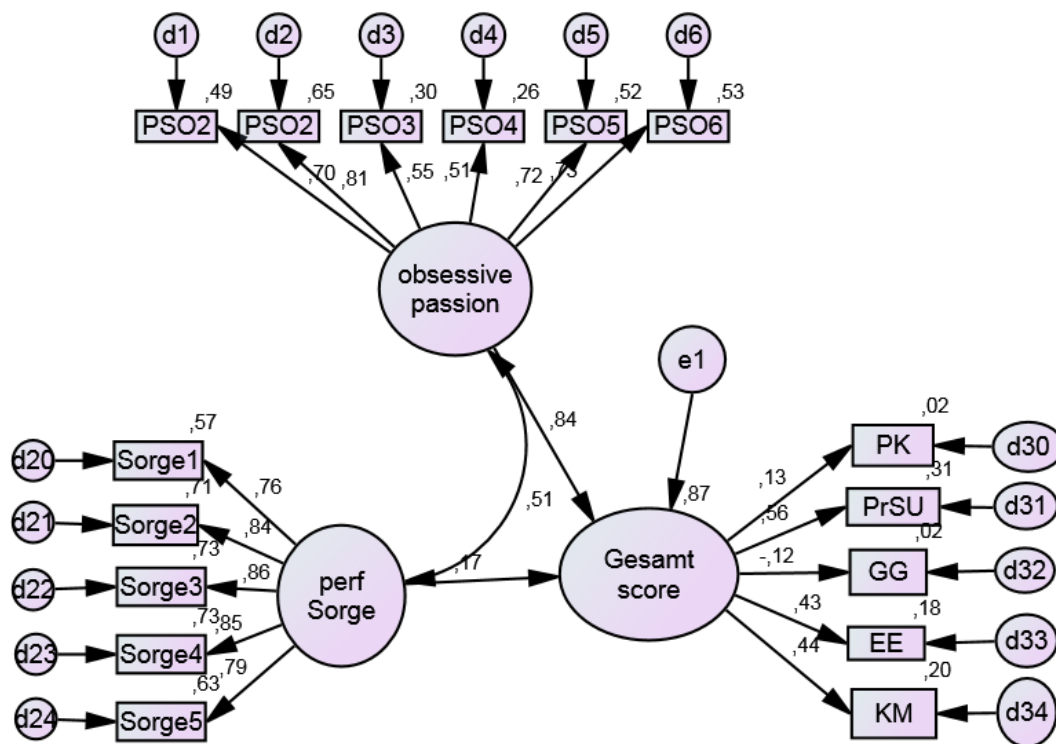 d1 d2 d3 d4 d5 d6
,49 ,65 ,30 ,26 ,52 ,53
PSO2 PSO2 PSO3 PSO4 PSO5 PSO6
,70 ,81 ,55 ,51 ,72 ,73
obsessive
passion
e1
,84
,51
,17
,87
,57
d20 Sorge1
,76
,71
d21 Sorge2
,84
,73
d22 Sorge3
,86
,73
d23 Sorge4
,85
,63
d24 Sorge5
,79
perf
Sorge
Gesamt
score
,02
,13 PK d30
,31
,56 PrSU d31
,02
-,12 GG d32
,43 EE d33
,18
,44 KM d34
,20